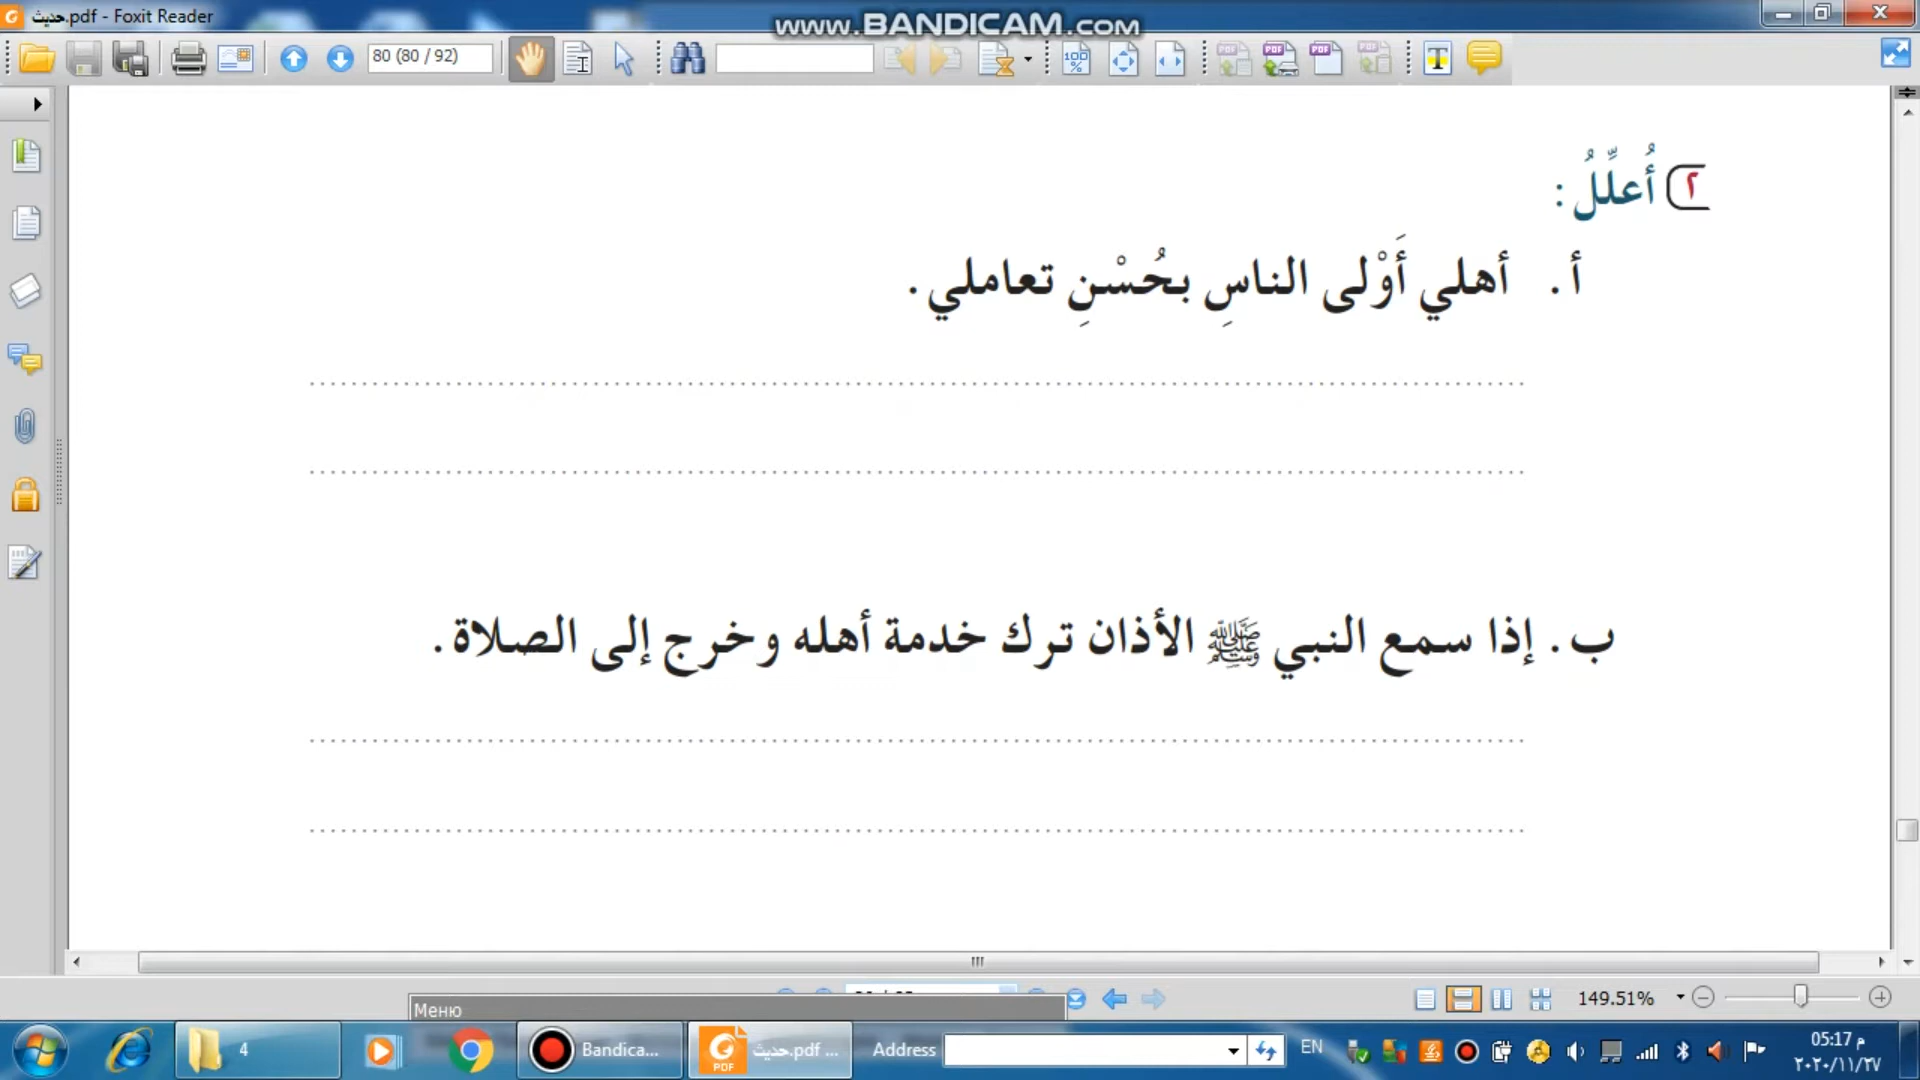 حديث.pdf - Foxit Reader
www.BANDICAM.com
80 (80 / 92)
٢ أُعلِّلُ :
أ . أهلي أَوْلى الناسِ بحُسْنِ تعاملي .
ب . إذا سمع النبي ﷺ الأذان ترك خدمة أهله وخرج إلى الصلاة .
149.51%
Меню
4
Bandica...
حديث.pdf ...
Address
EN
05:17 م
٢٠٢٠/١١/٢٧